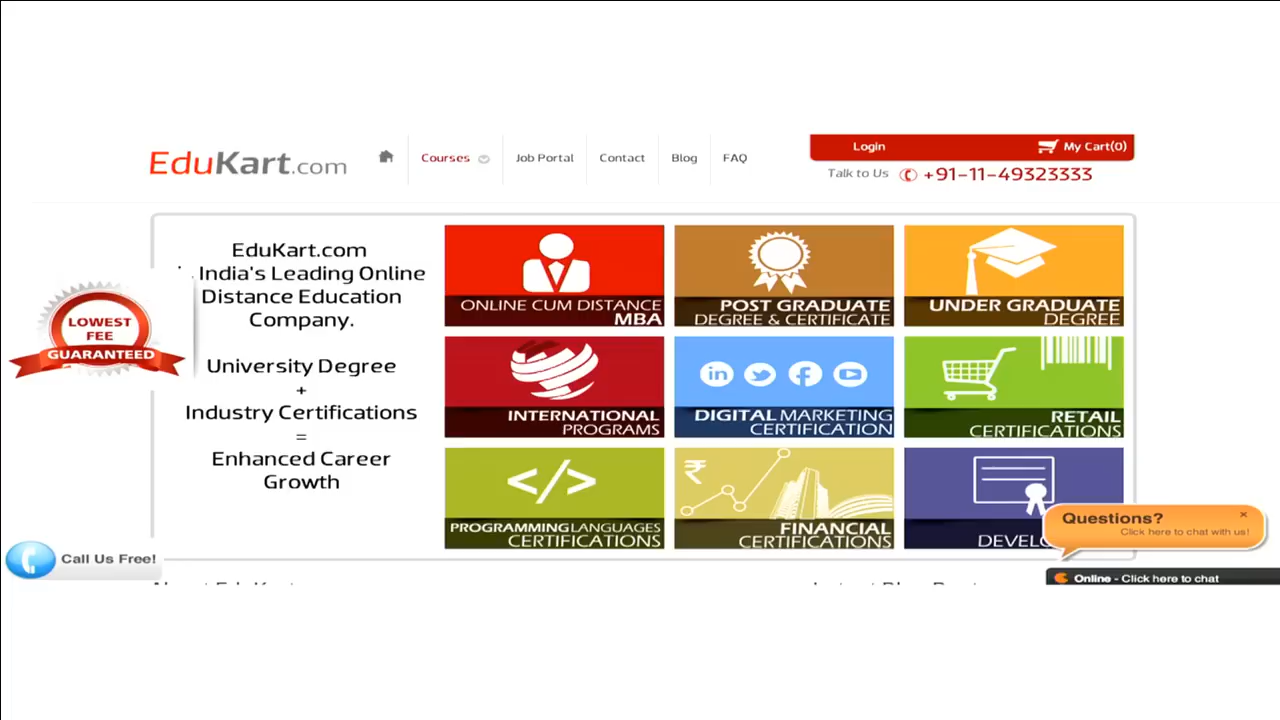 EduKart.com
Courses
Job Portal
Contact
Blog
FAQ
Login
My Cart(0)
Talk to Us
+91-11-49323333
EduKart.com
India's Leading Online
Distance Education
Company.
University Degree
+
Industry Certifications
=
Enhanced Career
Growth
LOWEST
FEE
GUARANTEED
ONLINE CUM DISTANCE
MBA
POST GRADUATE
DEGREE & CERTIFICATE
UNDER GRADUATE
DEGREE
INTERNATIONAL
PROGRAMS
in
DIGITAL MARKETING
CERTIFICATION
RETAIL
CERTIFICATIONS
</>
PROGRAMMING LANGUAGES
CERTIFICATIONS
₹
FINANCIAL
CERTIFICATIONS
DEVELO
Questions?
Click here to chat with us!
Call Us Free!
Online - Click here to chat